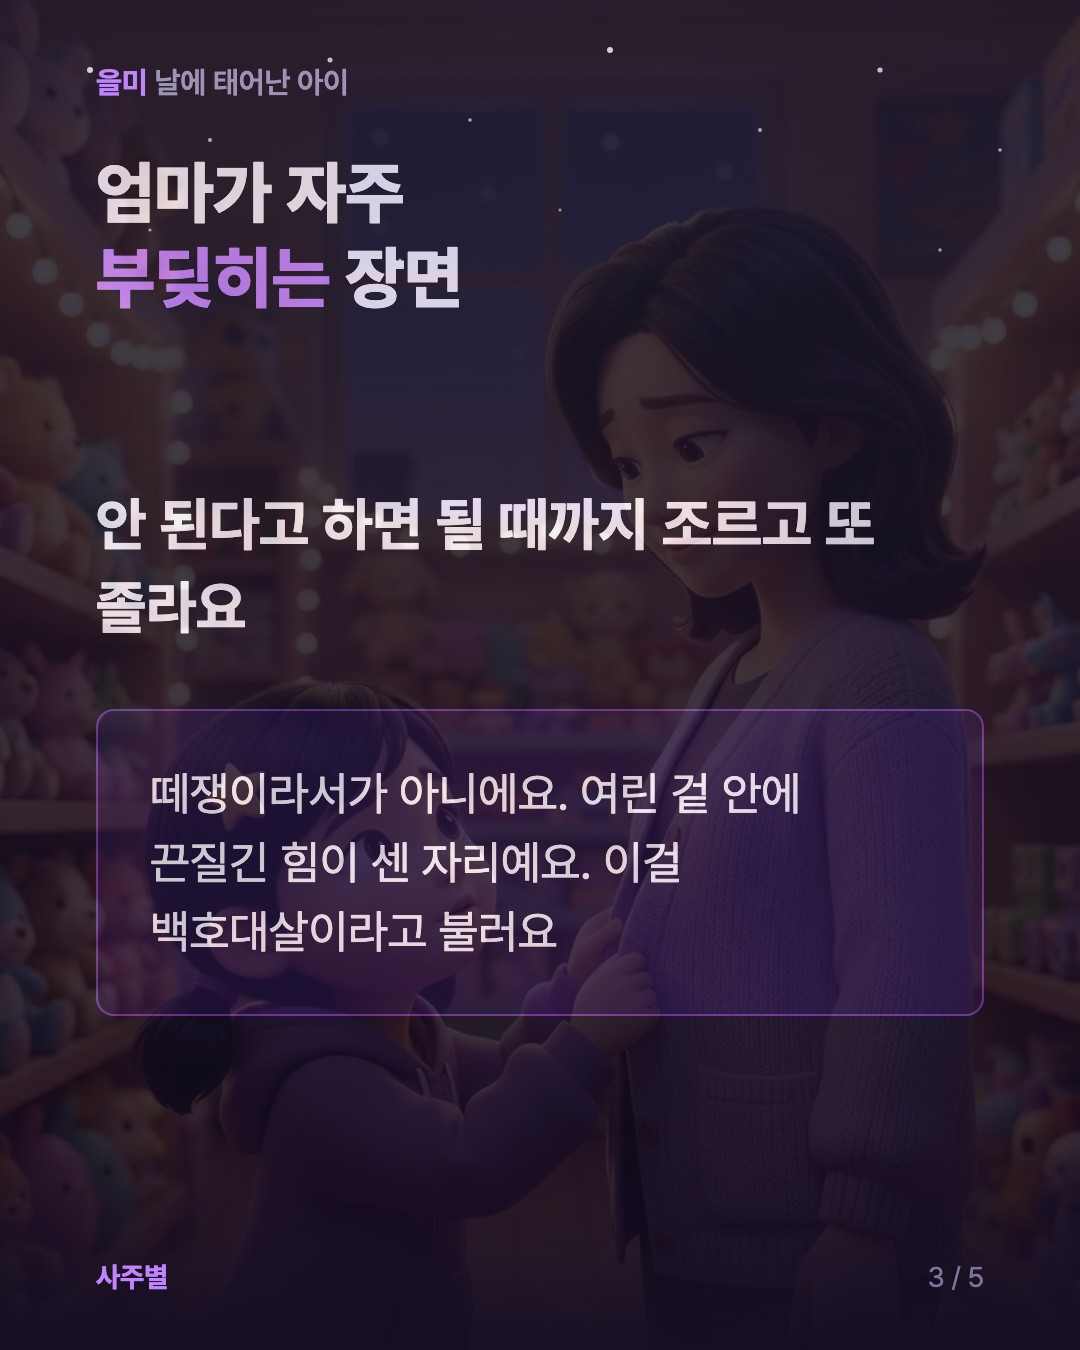 을미 날에 태어난 아이
엄마가 자주
부딪히는 장면
안 된다고 하면 될 때까지 조르고 또
졸라요
떼쟁이라서가 아니에요. 여린 겉 안에
끈질긴 힘이 센 자리예요. 이걸
백호대살이라고 불러요
사주별
3 / 5